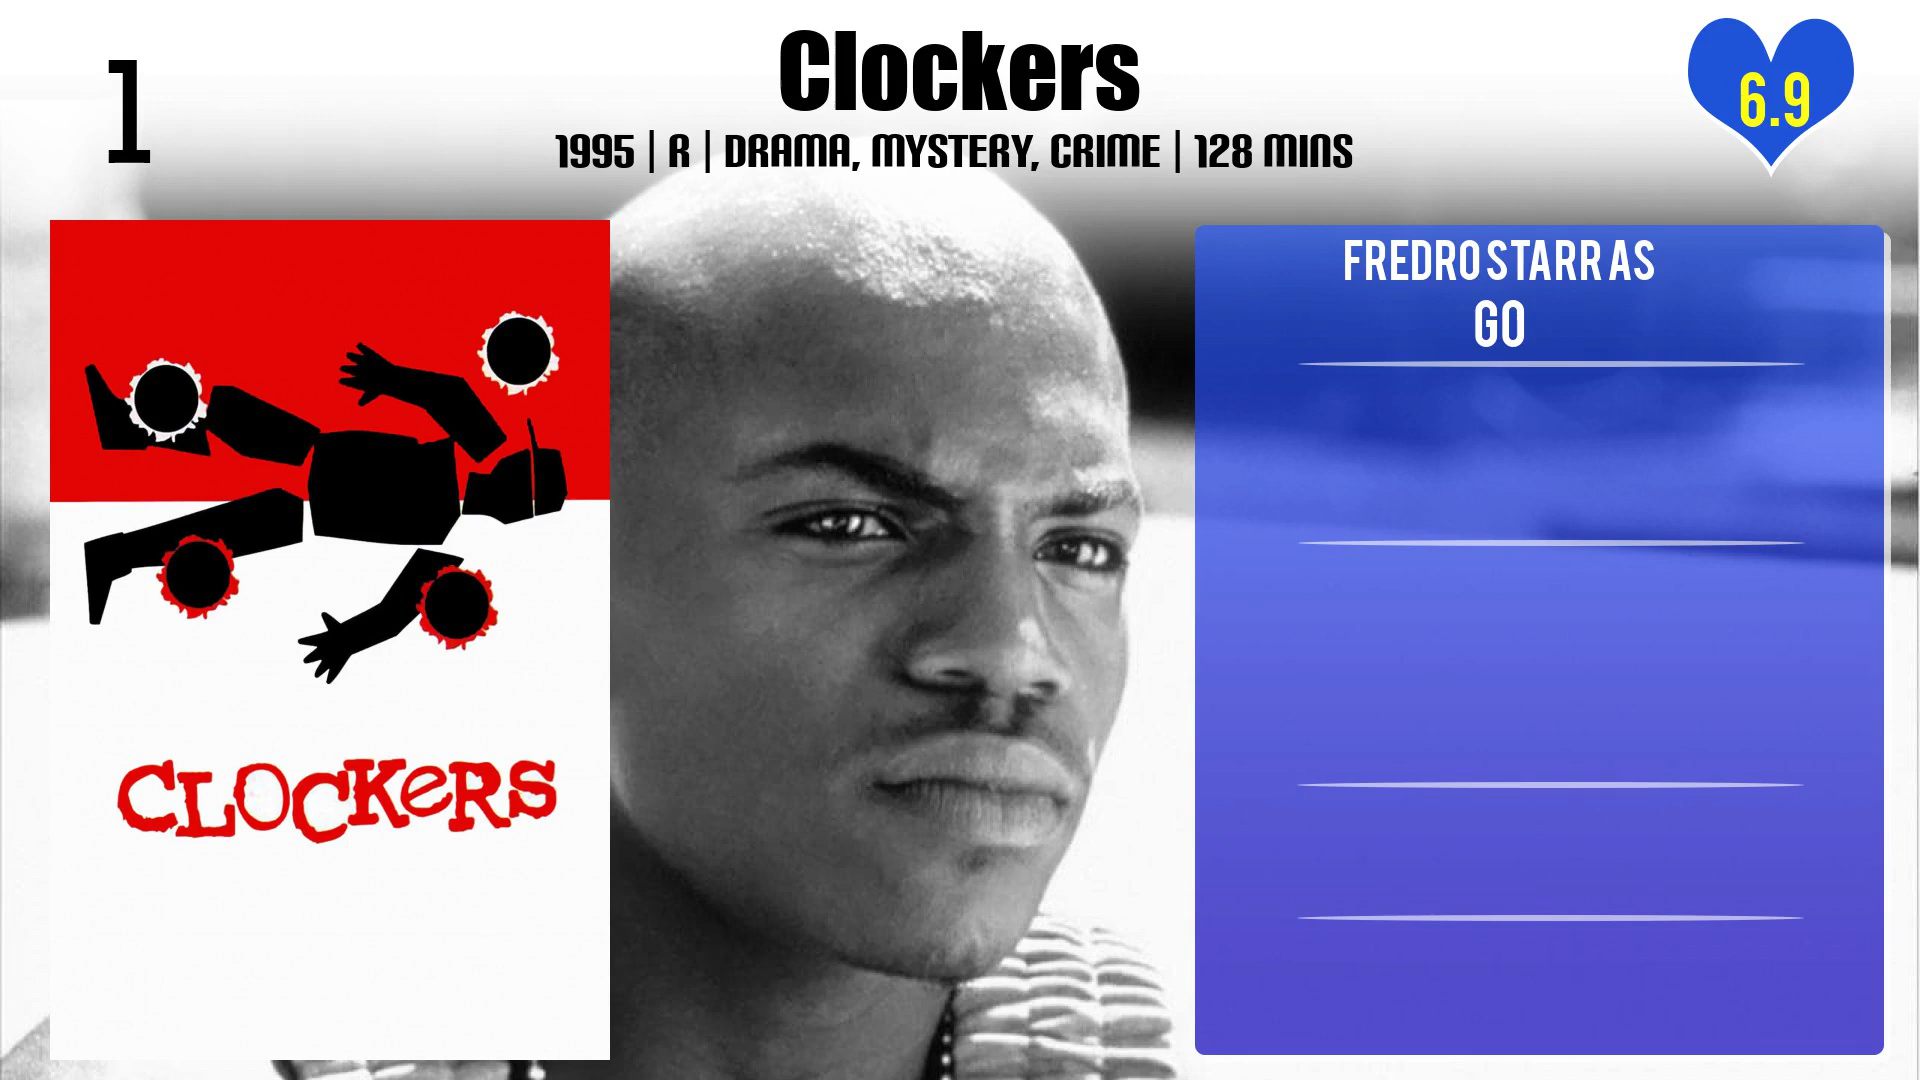 1
Clockers
1995 | R | DRAMA, MYSTERY, CRIME | 128 MINS
6.9
CLOCKeRS
FREDRO STARR AS
GO